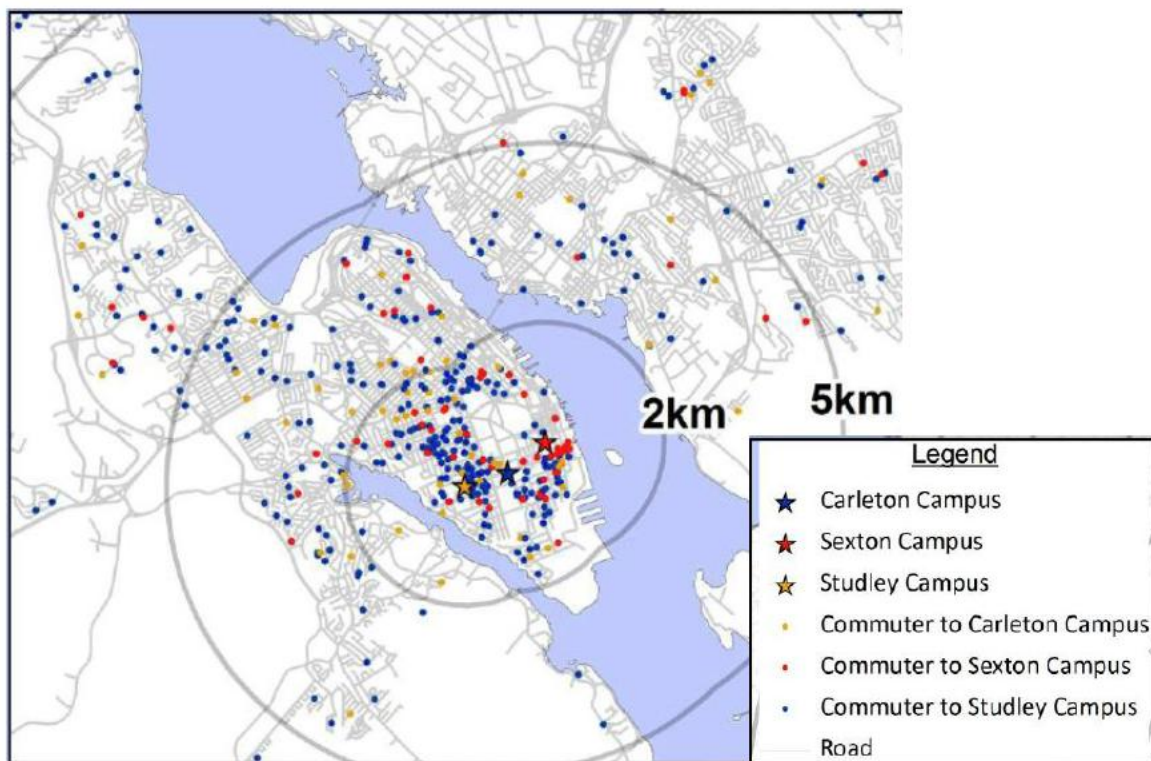 2km
5km
Legend
Carleton Campus
Sexton Campus
Studley Campus
Commuter to Carleton Campus
Commuter to Sexton Campus
Commuter to Studley Campus
Road